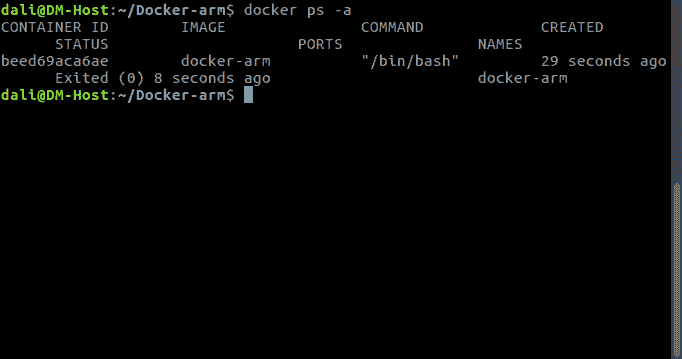 dali@DM-Host:~/Docker-arm$ docker ps -a
CONTAINER ID        IMAGE               COMMAND             CREATED
      STATUS                     PORTS               NAMES
beed69aca6ae        docker-arm          "/bin/bash"         29 seconds ago
      Exited (0) 8 seconds ago                       docker-arm
dali@DM-Host:~/Docker-arm$